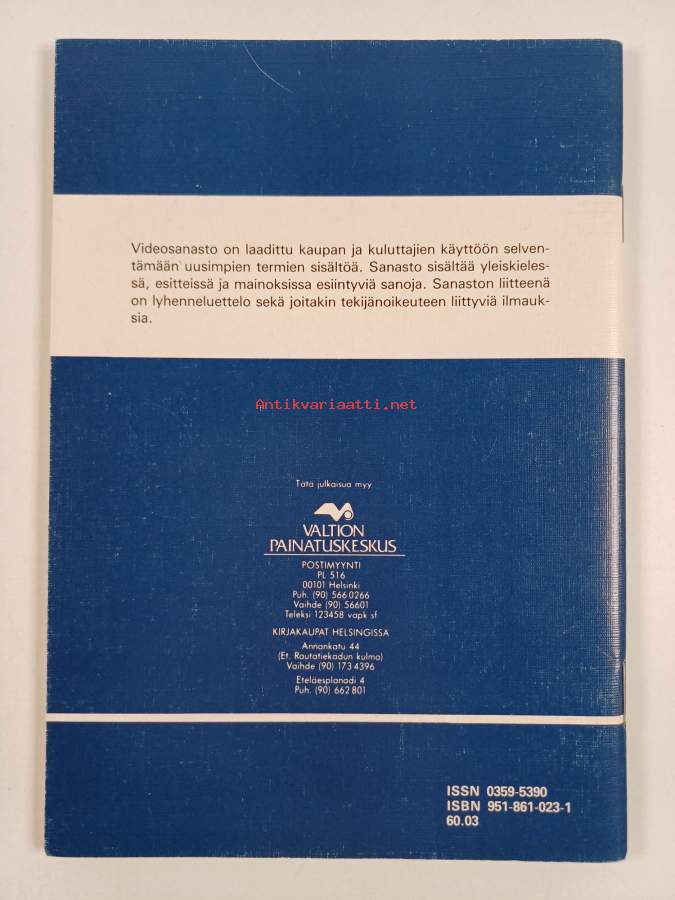 Videosanasto on laadittu kaupan ja kuluttajien käyttöön selven-
tämään uusimpien termien sisältöä. Sanasto sisältää yleiskieles-
sä, esitteissä ja mainoksissa esiintyviä sanoja. Sanaston liitteenä
on lyhenneluettelo sekä joitakin tekijänoikeuteen liittyviä ilmauk-
sia.
Antikvariaatti.net
Tätä julkaisua myy
VALTION
PAINATUSKESKUS
POSTIMYYNTI
PL 516
00101 Helsinki
Puh. (90) 566 0266
Vaihde (90) 56601
Teleksi 123458 vapk sf
KIRJAKAUPAT HELSINGISSA
Annankatu 44
(Et. Rautatiekadun kulma)
Vaihde (90) 173 4396
Eteläesplanadi 4
Puh. (90) 662 801
ISSN 0359-5390
ISBN 951-861-023-1
60.03